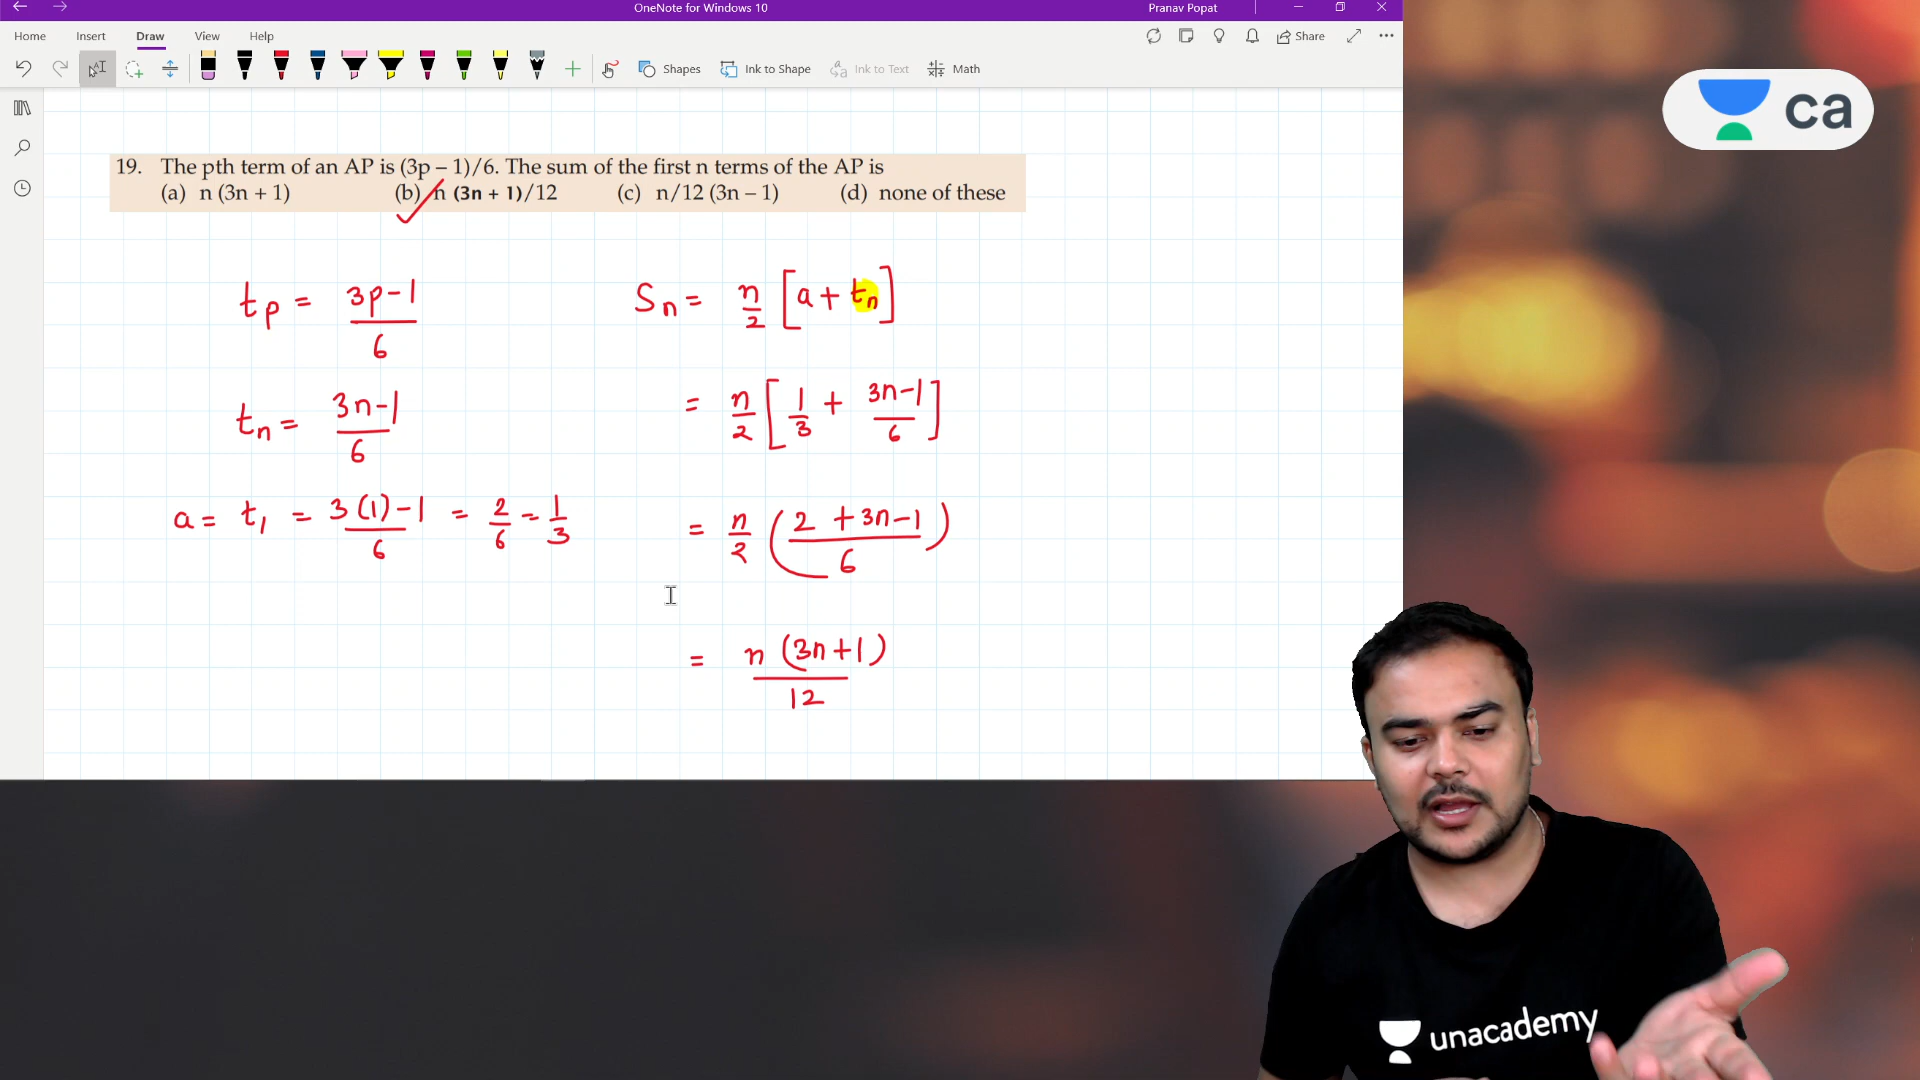 OneNote for Windows 10
Pranav Popat
Home Insert Draw View Help
Share
Shapes Ink to Shape Ink to Text Math
ca
19. The pth term of an AP is (3p – 1)/6. The sum of the first n terms of the AP is
(a) n (3n + 1) (b) n (3n + 1)/12 (c) n/12 (3n – 1) (d) none of these
tp = (3p-1)/6
tn = (3n-1)/6
a = t1 = (3(1)-1)/6 = 2/6 = 1/3
Sn = n/2 [a + tn]
= n/2 [1/3 + (3n-1)/6]
= n/2 ((2 + 3n-1)/6)
= n (3n+1)/12
unacademy